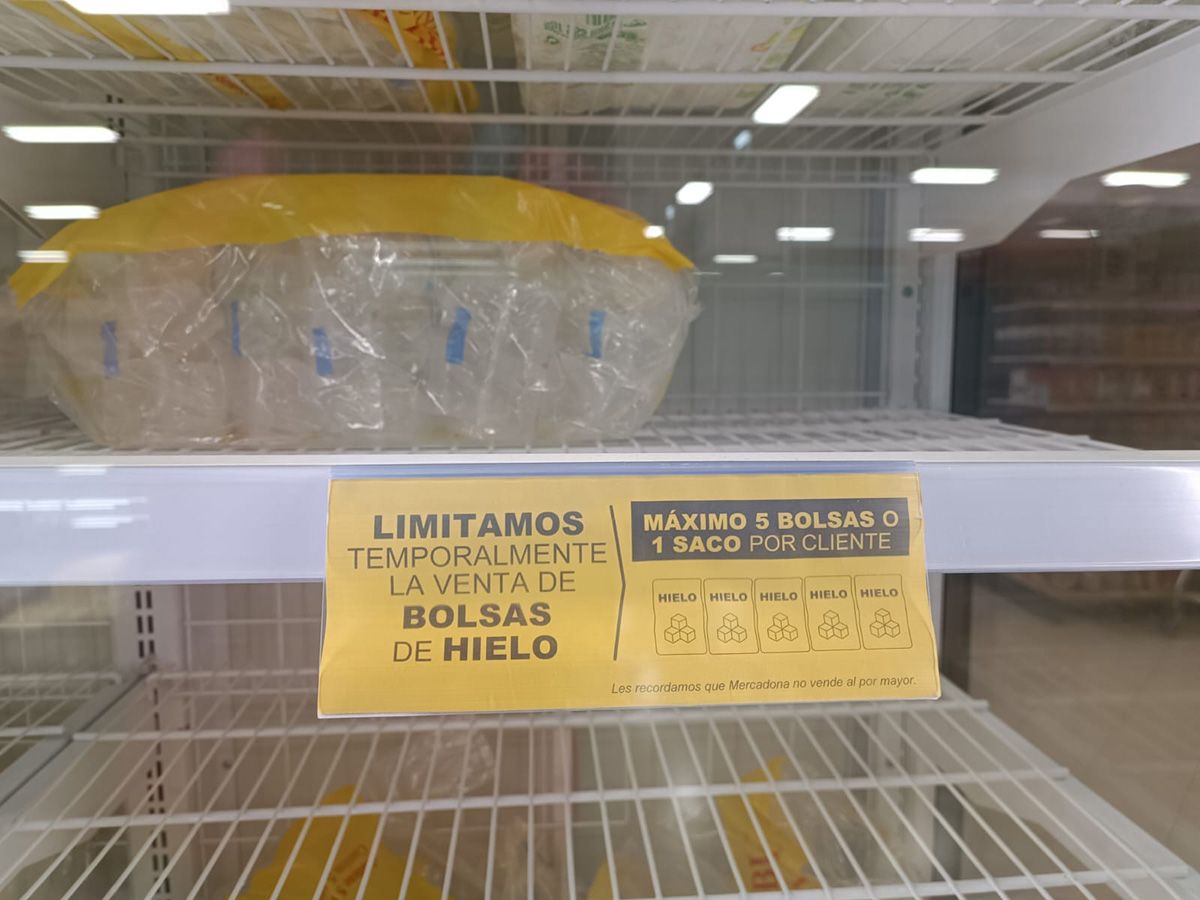 LIMITAMOS
TEMPORALMENTE
LA VENTA DE
BOLSAS
DE HIELO
MÁXIMO 5 BOLSAS O
1 SACO POR CLIENTE
HIELO HIELO HIELO HIELO HIELO
Les recordamos que Mercadona no vende al por mayor.